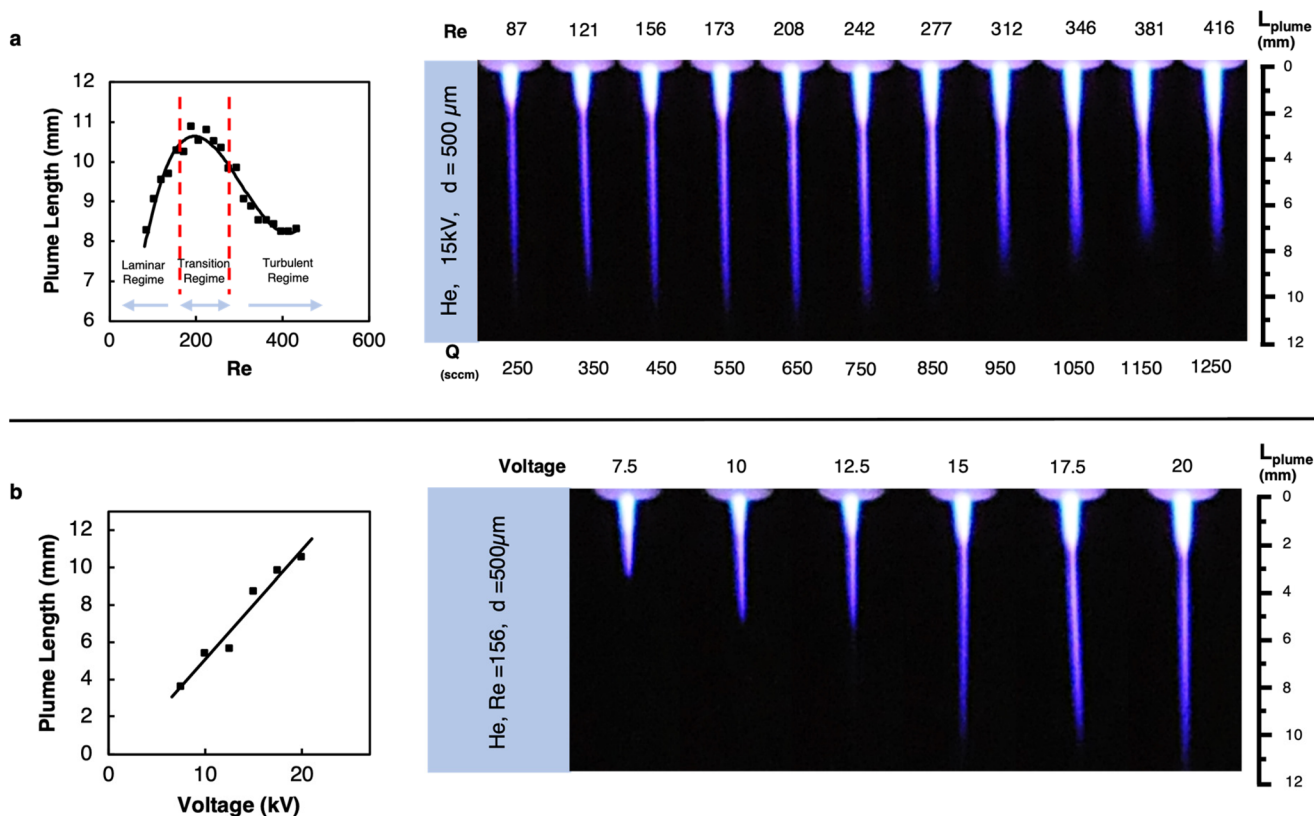 a
Plume Length (mm)
12
11
10
9
8
7
6
Laminar Regime
Transition Regime
Turbulent Regime
0 200 400 600
Re
Re 87 121 156 173 208 242 277 312 346 381 416
He, 15kV, d = 500 µm
Q (sccm) 250 350 450 550 650 750 850 950 1050 1150 1250
Lplume (mm)
0
2
4
6
8
10
12
b
Plume Length (mm)
12
10
8
6
4
2
0
0 10 20
Voltage (kV)
Voltage 7.5 10 12.5 15 17.5 20
He, Re =156, d =500µm
Lplume (mm)
0
2
4
6
8
10
12